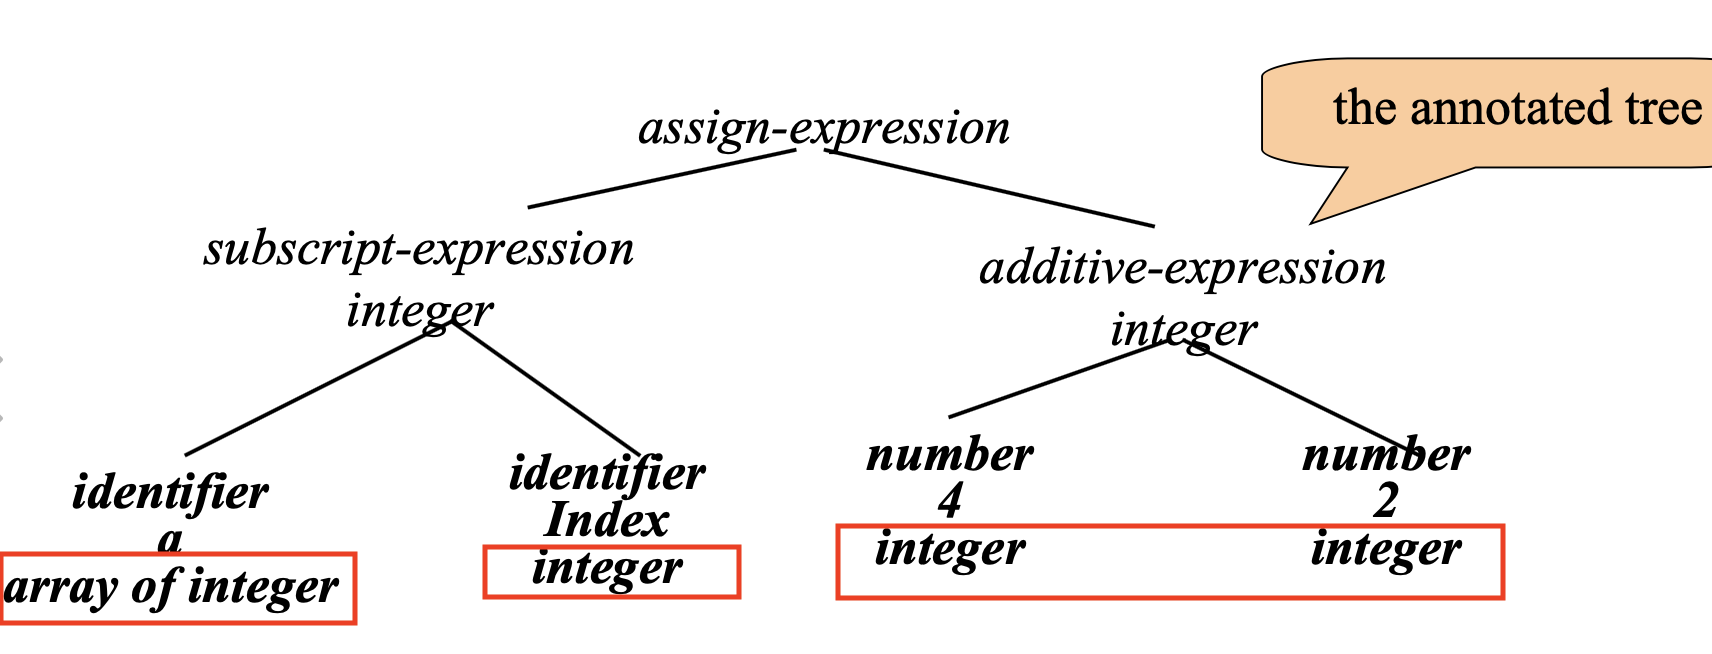 the annotated tree
assign-expression
subscript-expression
integer
additive-expression
integer
identifier
a
array of integer
identifier
Index
integer
number
4
integer
number
2
integer